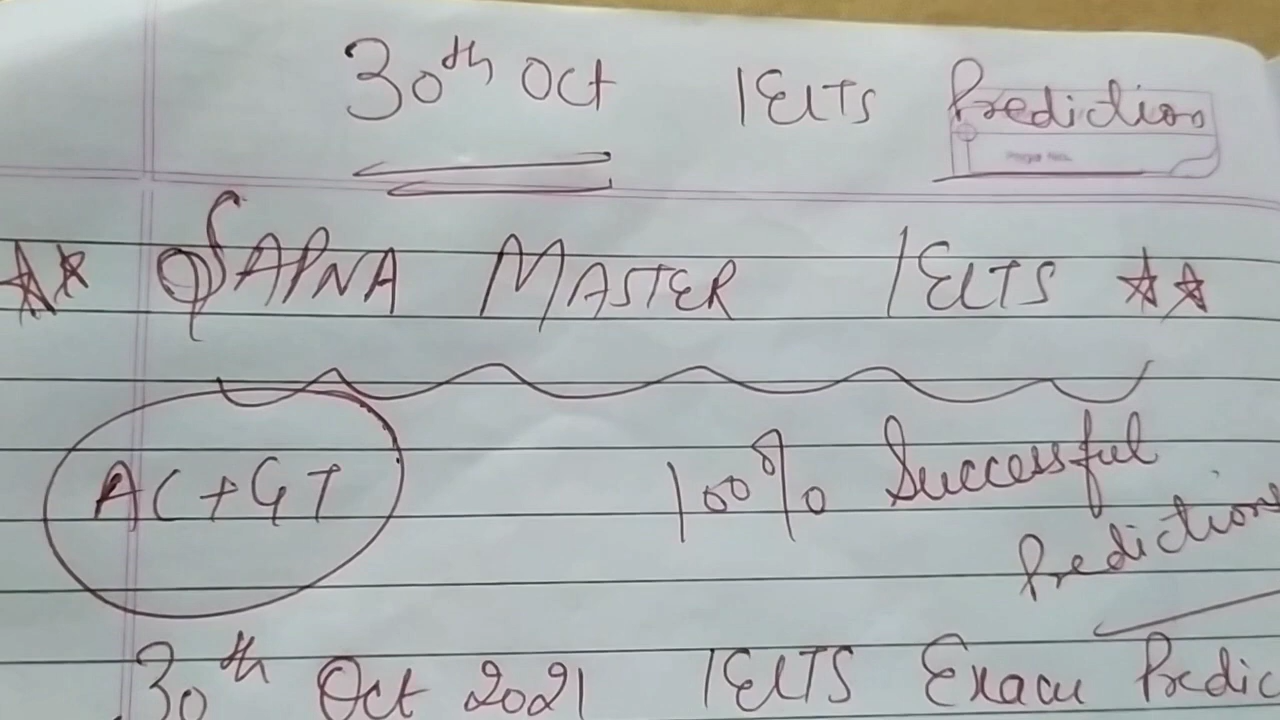 30th Oct IELTS Prediction
Page No.
SAPNA MASTER IELTS
AC+GT
100% Successful
Prediction
30th Oct 2021 IELTS Exam Predic